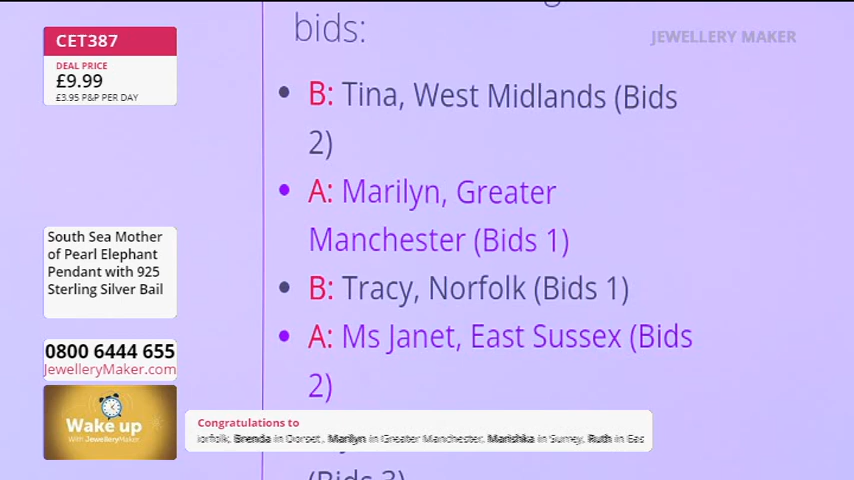 bids:
JEWELLERY MAKER
CET387
DEAL PRICE
£9.99
£3.95 P&P PER DAY
B: Tina, West Midlands (Bids
2)
A: Marilyn, Greater
Manchester (Bids 1)
B: Tracy, Norfolk (Bids 1)
A: Ms Janet, East Sussex (Bids
2)
South Sea Mother
of Pearl Elephant
Pendant with 925
Sterling Silver Bail
0800 6444 655
JewelleryMaker.com
Wake up
With JewelleryMaker
Congratulations to
orfolk, Brenda in Dorset, Marilyn in Greater Manchester, Marishka in Surrey, Ruth in Eas